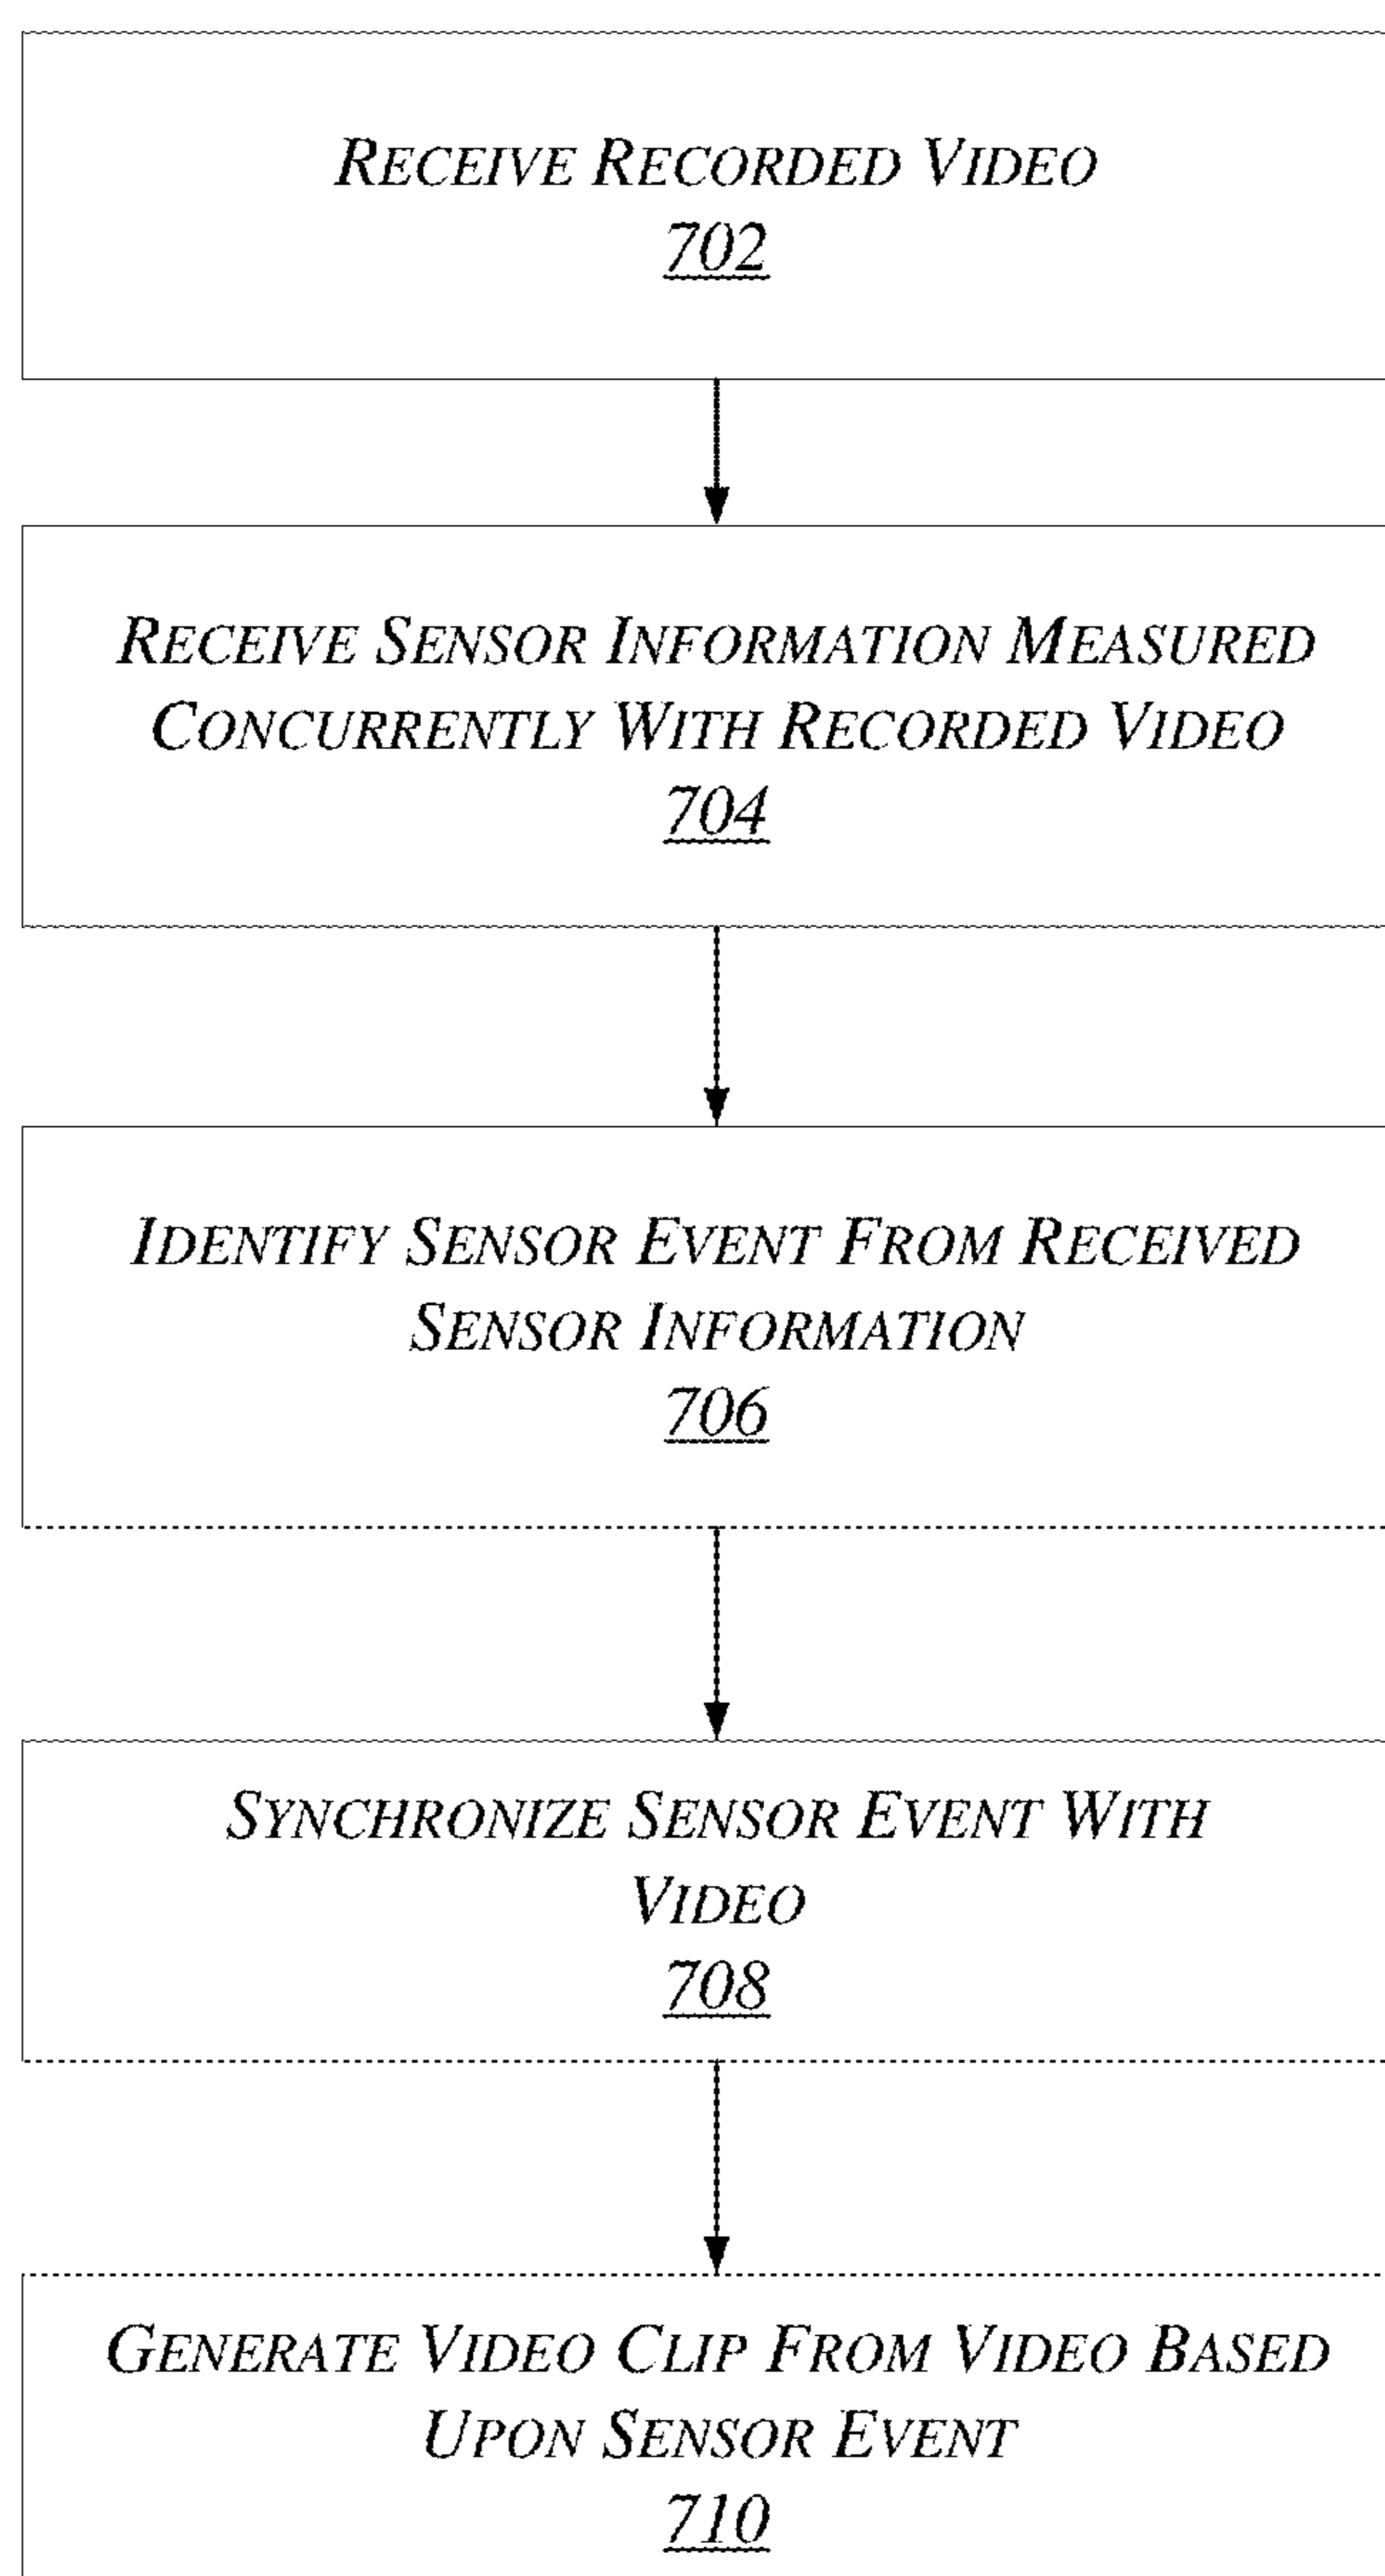 RECEIVE RECORDED VIDEO
702
RECEIVE SENSOR INFORMATION MEASURED
CONCURRENTLY WITH RECORDED VIDEO
704
IDENTIFY SENSOR EVENT FROM RECEIVED
SENSOR INFORMATION
706
SYNCHRONIZE SENSOR EVENT WITH
VIDEO
708
GENERATE VIDEO CLIP FROM VIDEO BASED
UPON SENSOR EVENT
710